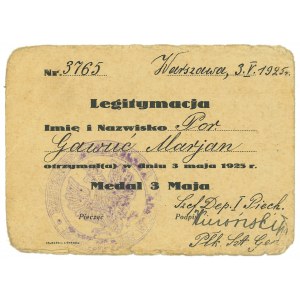 Nr. 3765 Warszawa, 3.V.1925.
Legitymacja
Imię i Nazwisko Por.
Gawuć Marjan
otrzymał(a) w dniu 3 maja 1925 r.
Medal 3 Maja
Szef Dep. I Piech.
Pieczęć Podpis
Płk. Szt. Gen.